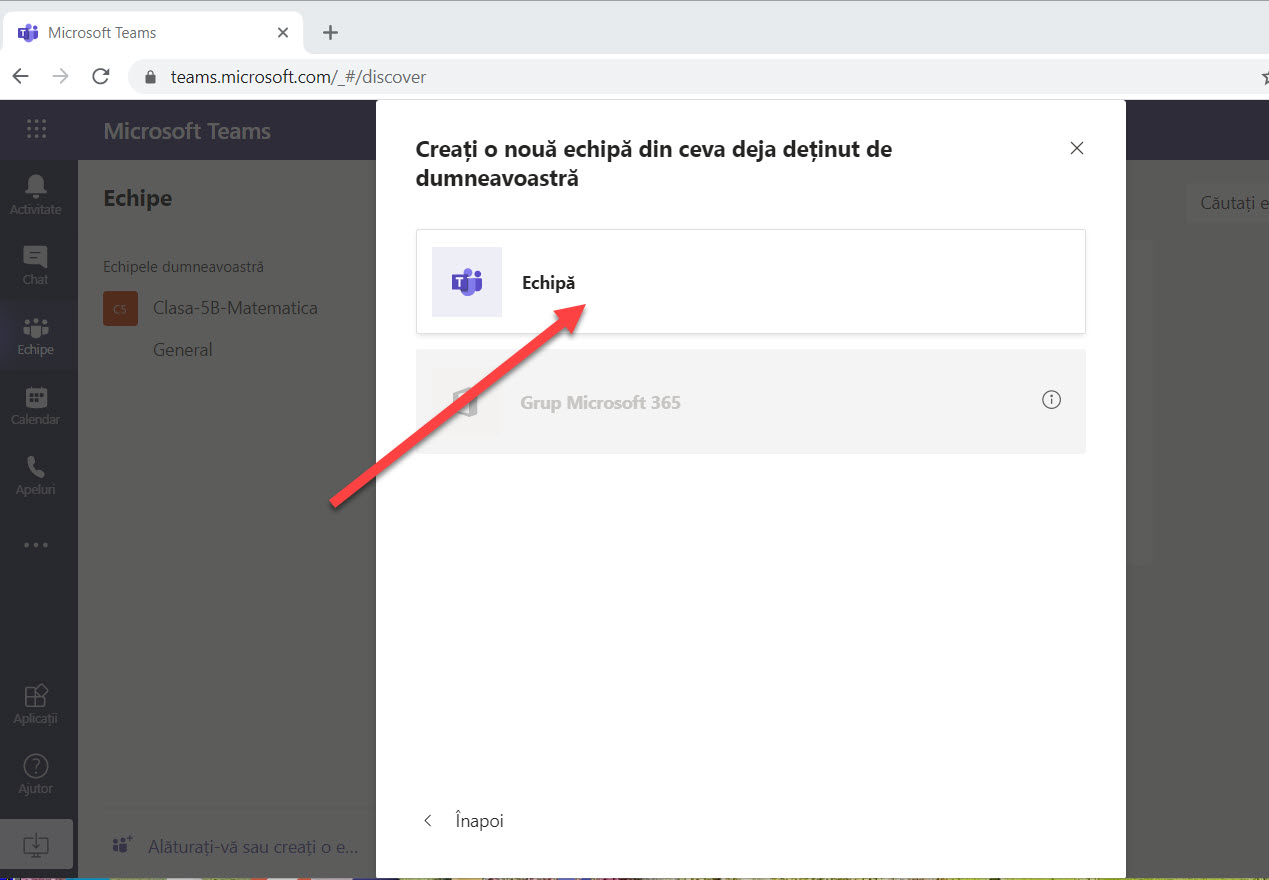 Microsoft Teams
teams.microsoft.com/_#/discover
Microsoft Teams
Activitate
Chat
Echipe
Calendar
Apeluri
Aplicații
Ajutor
Echipe
Echipele dumneavoastră
CS
Clasa-5B-Matematica
General
Alăturați-vă sau creați o e...
Creați o nouă echipă din ceva deja deținut de
dumneavoastră
Echipă
Grup Microsoft 365
Înapoi
Căutați e